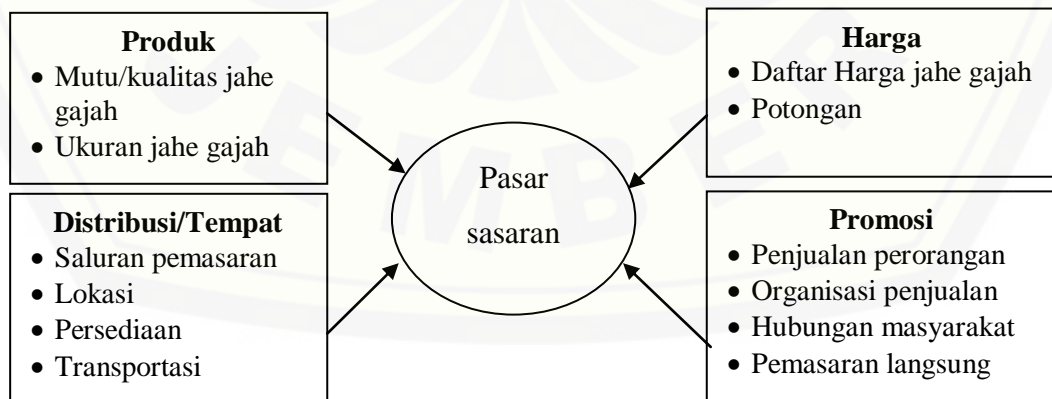 Produk
• Mutu/kualitas jahe
gajah
• Ukuran jahe gajah
Harga
• Daftar Harga jahe gajah
• Potongan
Pasar
sasaran
Distribusi/Tempat
• Saluran pemasaran
• Lokasi
• Persediaan
• Transportasi
Promosi
• Penjualan perorangan
• Organisasi penjualan
• Hubungan masyarakat
• Pemasaran langsung
JEMBER